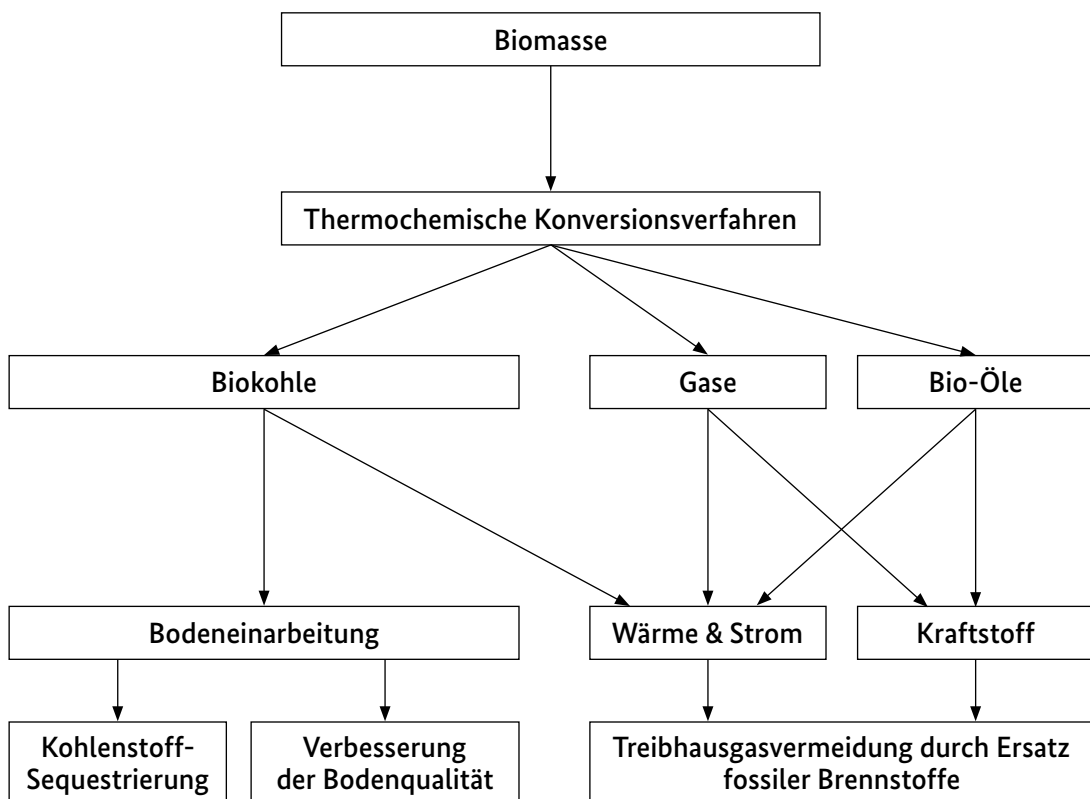 Biomasse
Thermochemische Konversionsverfahren
Biokohle
Gase
Bio-Öle
Bodeneinarbeitung
Wärme & Strom
Kraftstoff
Kohlenstoff-
Sequestrierung
Verbesserung
der Bodenqualität
Treibhausgasvermeidung durch Ersatz
fossiler Brennstoffe